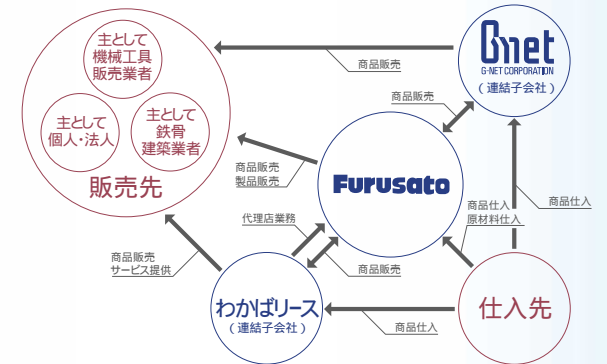 主として
機械工具
販売業者
主として
個人・法人
主として
鉄骨
建築業者
販売先
商品販売
Gnet
G-NET CORPORATION
（連結子会社）
商品販売
商品販売
製品販売
Furusato
商品仕入
原材料仕入
商品仕入
代理店業務
商品販売
商品販売
サービス提供
わかばリース
（連結子会社）
商品仕入
仕入先